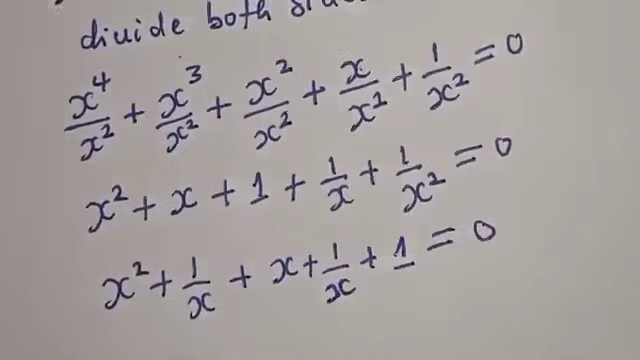 divide both
x⁴/x² + x³/x² + x²/x² + x/x² + 1/x² = 0
x² + x + 1 + 1/x + 1/x² = 0
x² + 1/x + x + 1/x + 1 = 0